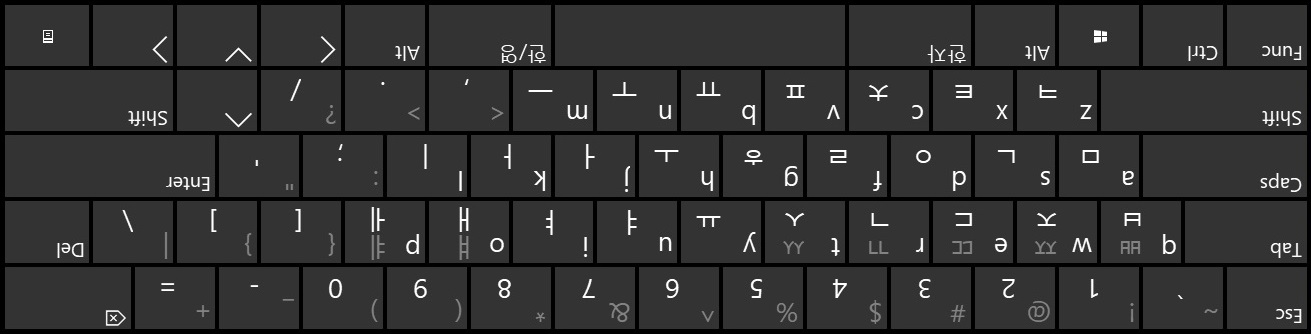 Esc ~ ` ! 1 @ 2 # 3 $ 4 % 5 ^ 6 & 7 * 8 ( 9 ) 0 _ - + =
Tab q ㅃ ㅂ w ㅉ ㅈ e ㄸ ㄷ r ㄲ ㄱ t ㅆ ㅅ y ㅛ u ㅕ i ㅑ o ㅒ ㅐ p ㅖ ㅔ { [ } ] | \ Del
Caps a ㅁ s ㄴ d ㅇ f ㄹ g ㅎ h ㅗ j ㅓ k ㅏ l ㅣ : ; " ' Enter
Shift z ㅋ x ㅌ c ㅊ v ㅍ b ㅠ n ㅜ m ㅡ < , > . ? / Shift
Func Ctrl Alt 한자 한/영 Alt